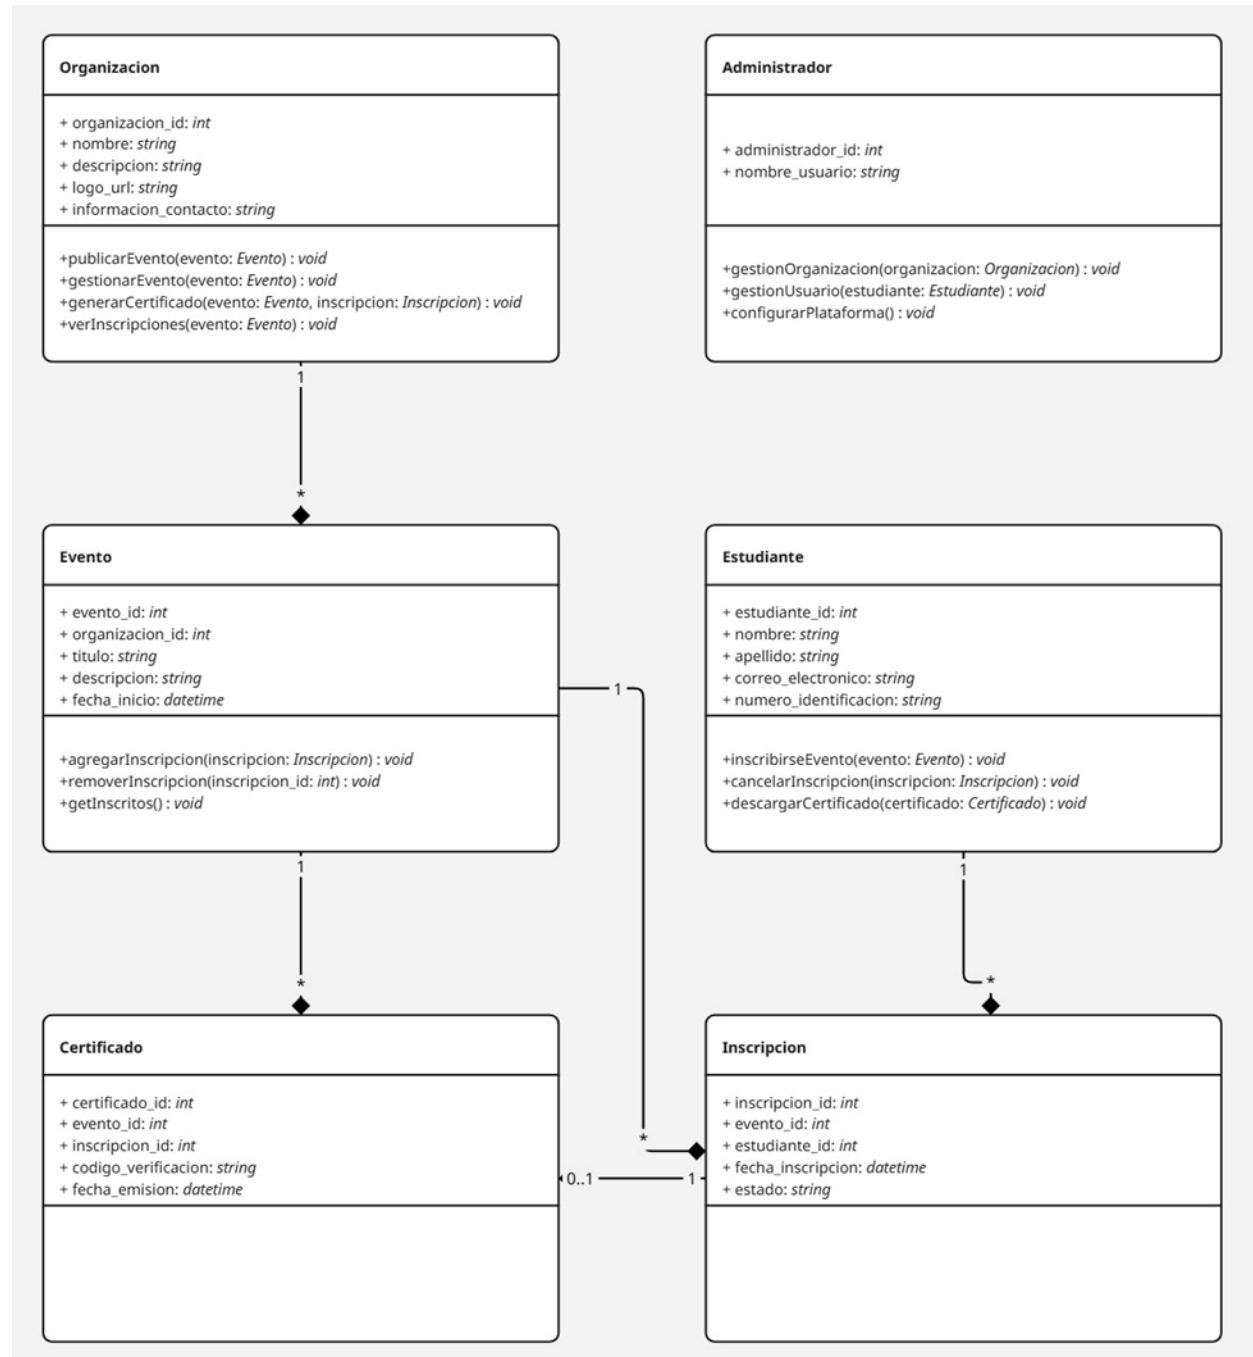 Organizacion
+ organizacion_id: int
+ nombre: string
+ descripcion: string
+ logo_url: string
+ informacion_contacto: string
+publicarEvento(evento: Evento) : void
+gestionarEvento(evento: Evento) : void
+generarCertificado(evento: Evento, inscripcion: Inscripcion) : void
+verInscripciones(evento: Evento) : void
Administrador
+ administrador_id: int
+ nombre_usuario: string
+gestionOrganizacion(organizacion: Organizacion) : void
+gestionUsuario(estudiante: Estudiante) : void
+configurarPlataforma() : void
1
*
Evento
+ evento_id: int
+ organizacion_id: int
+ titulo: string
+ descripcion: string
+ fecha_inicio: datetime
+agregarInscripcion(inscripcion: Inscripcion) : void
+removerInscripcion(inscripcion_id: int) : void
+getInscritos() : void
1
Estudiante
+ estudiante_id: int
+ nombre: string
+ apellido: string
+ correo_electronico: string
+ numero_identificacion: string
+inscribirseEvento(evento: Evento) : void
+cancelarInscripcion(inscripcion: Inscripcion) : void
+descargarCertificado(certificado: Certificado) : void
1
1
*
*
Certificado
+ certificado_id: int
+ evento_id: int
+ inscripcion_id: int
+ codigo_verificacion: string
+ fecha_emision: datetime
*
0..1
1
Inscripcion
+ inscripcion_id: int
+ evento_id: int
+ estudiante_id: int
+ fecha_inscripcion: datetime
+ estado: string